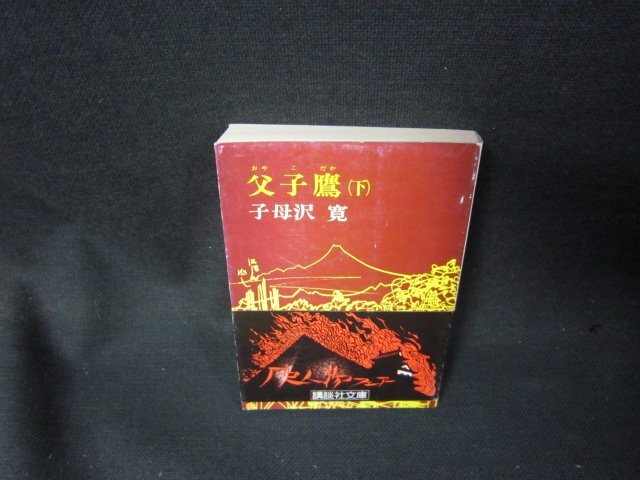 おやこだか
父子鷹(下)
子母沢 寛
講談社文庫